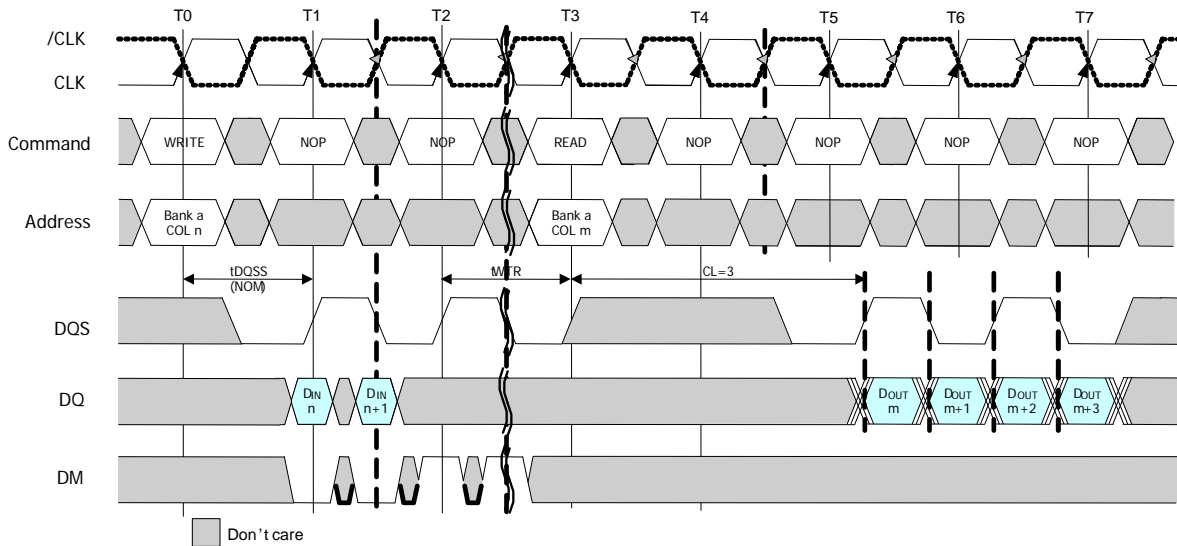 T0 T1 T2 T3 T4 T5 T6 T7
/CLK
CLK
Command WRITE NOP NOP READ NOP NOP NOP NOP
Address Bank a Bank a
COL n COL m
tDQSS tWTR CL=3
(NOM)
DQS
DQ DIN DIN DOUT DOUT DOUT DOUT
n n+1 m m+1 m+2 m+3
DM
Don't care